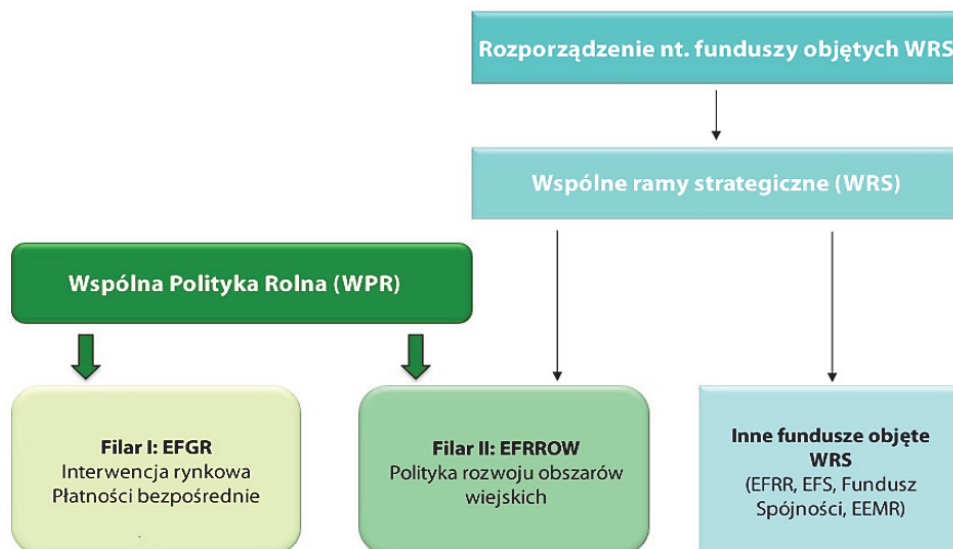 Rozporządzenie nt. funduszy objętych WRS
Wspólne ramy strategiczne (WRS)
Wspólna Polityka Rolna (WPR)
Filar I: EFGR
Interwencja rynkowa
Płatności bezpośrednie
Filar II: EFRROW
Polityka rozwoju obszarów
wiejskich
Inne fundusze objęte
WRS
(EFRR, EFS, Fundusz
Spójności, EEMR)